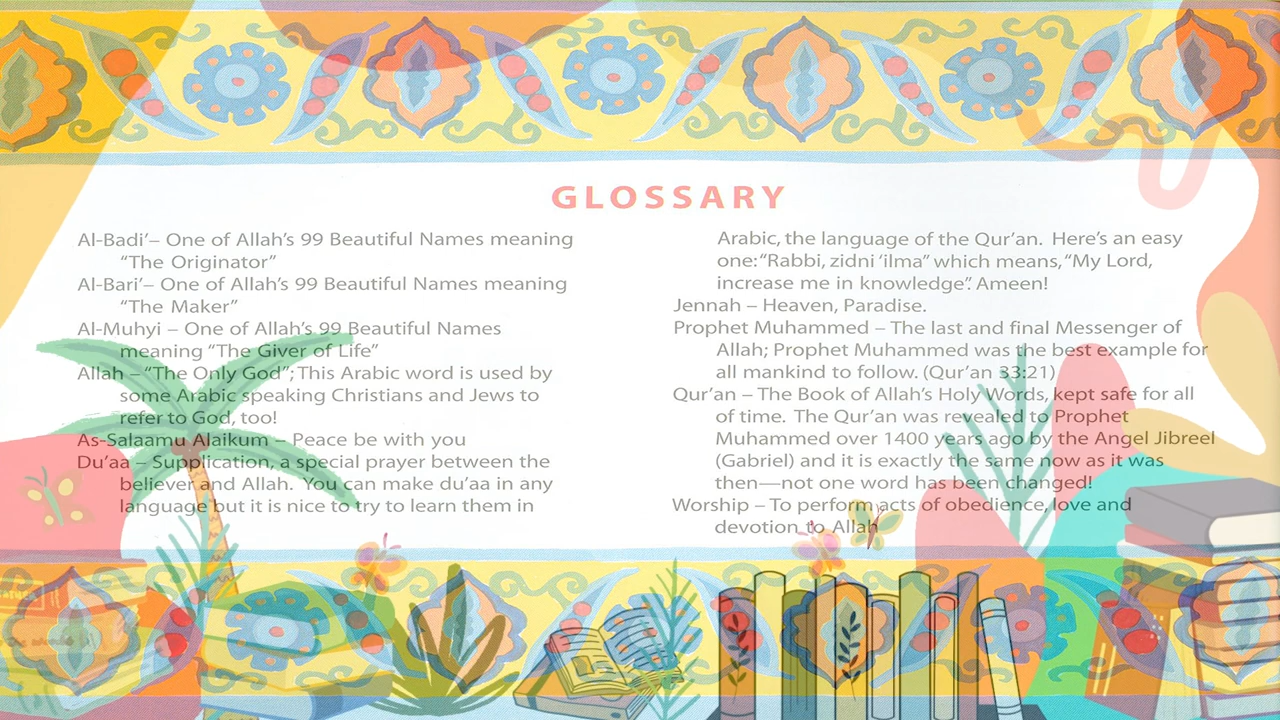 GLOSSARY
Al-Badi’– One of Allah’s 99 Beautiful Names meaning
“The Originator”
Al-Bari’– One of Allah’s 99 Beautiful Names meaning
“The Maker”
Al-Muhyi – One of Allah’s 99 Beautiful Names
meaning “The Giver of Life”
Allah –“The Only God”; This Arabic word is used by
some Arabic speaking Christians and Jews to
refer to God, too!
As-Salaamu Alaikum – Peace be with you
Du’aa – Supplication, a special prayer between the
believer and Allah.  You can make du’aa in any
language but it is nice to try to learn them in
Arabic, the language of the Qur’an.  Here’s an easy
one:“Rabbi, zidni ‘ilma” which means,“My Lord,
increase me in knowledge”. Ameen!
Jennah – Heaven, Paradise.
Prophet Muhammed – The last and final Messenger of
Allah; Prophet Muhammed was the best example for
all mankind to follow. (Qur’an 33:21)
Qur’an – The Book of Allah’s Holy Words, kept safe for all
of time.  The Qur’an was revealed to Prophet
Muhammed over 1400 years ago by the Angel Jibreel
(Gabriel) and it is exactly the same now as it was
then—not one word has been changed!
Worship – To perform acts of obedience, love and
devotion to Allah